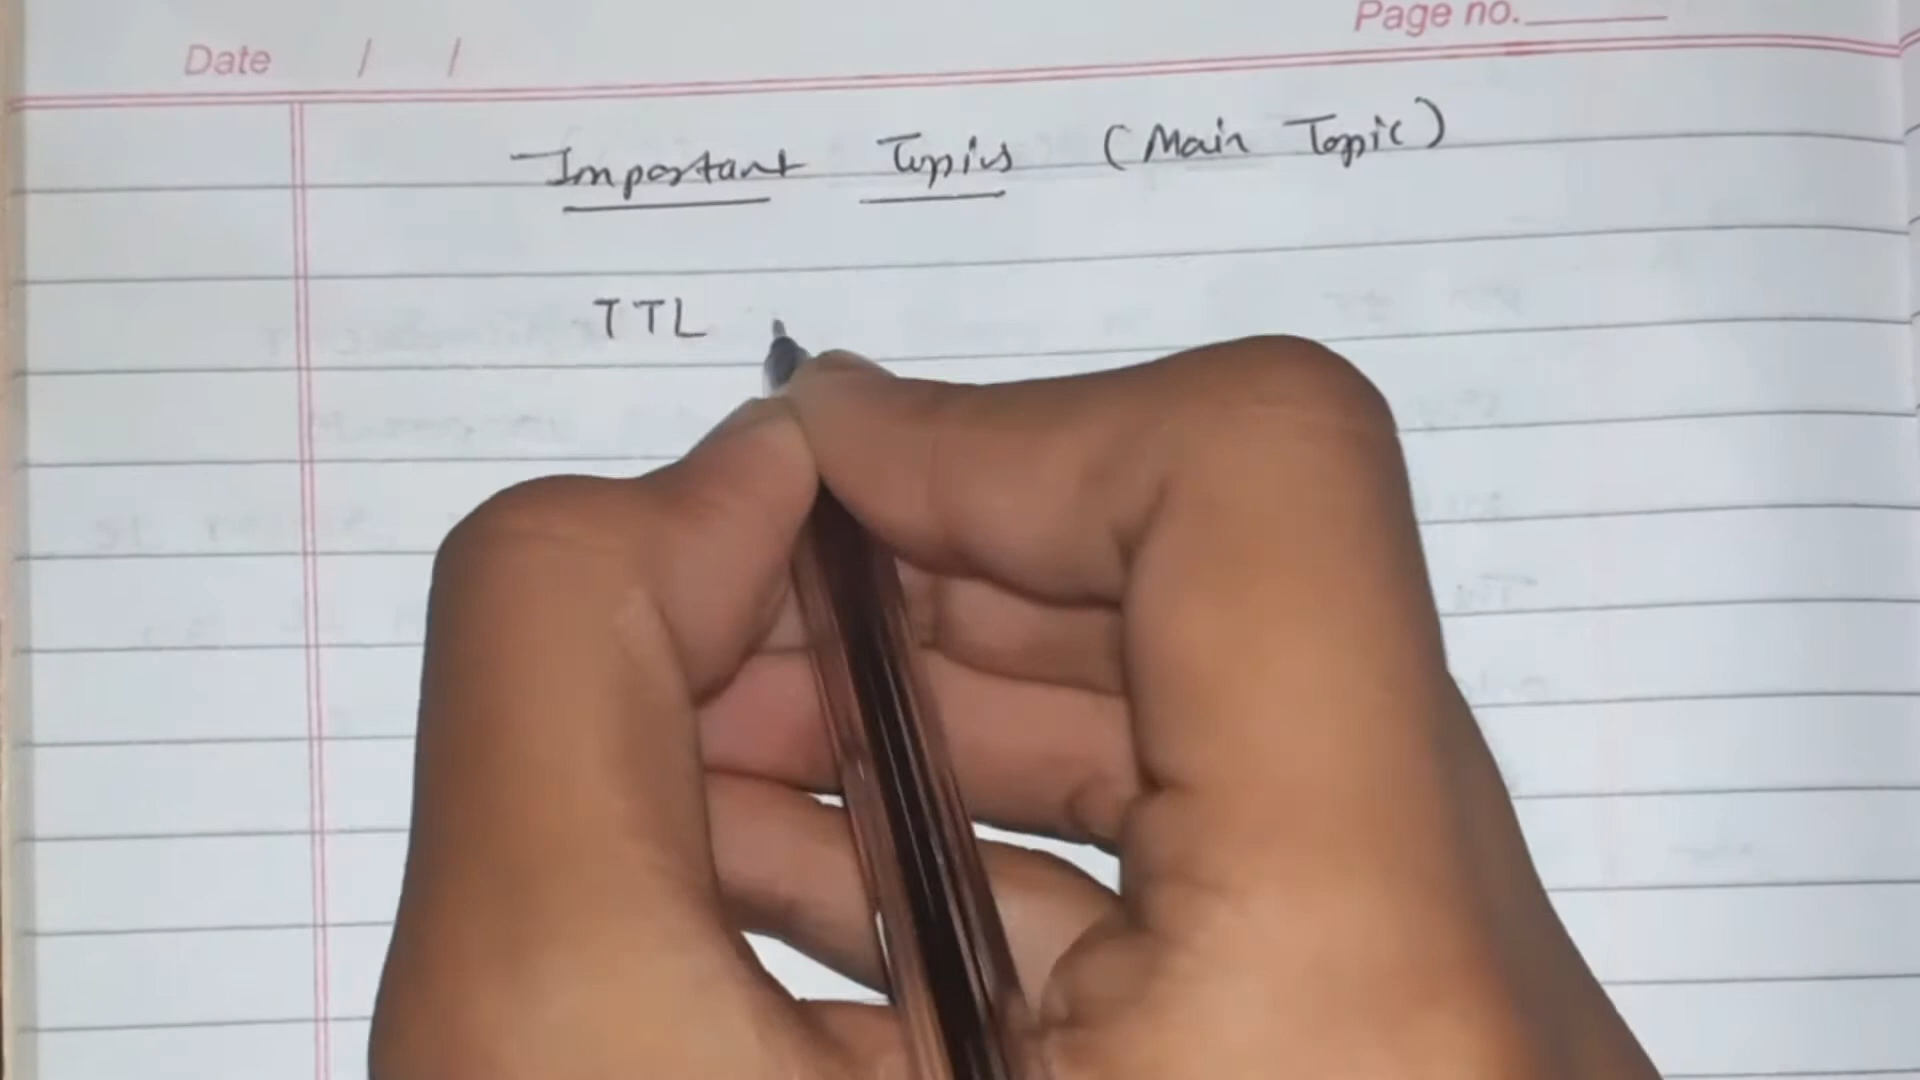 Page no.
Date / /
Important Topics (Main Topic)
TTL